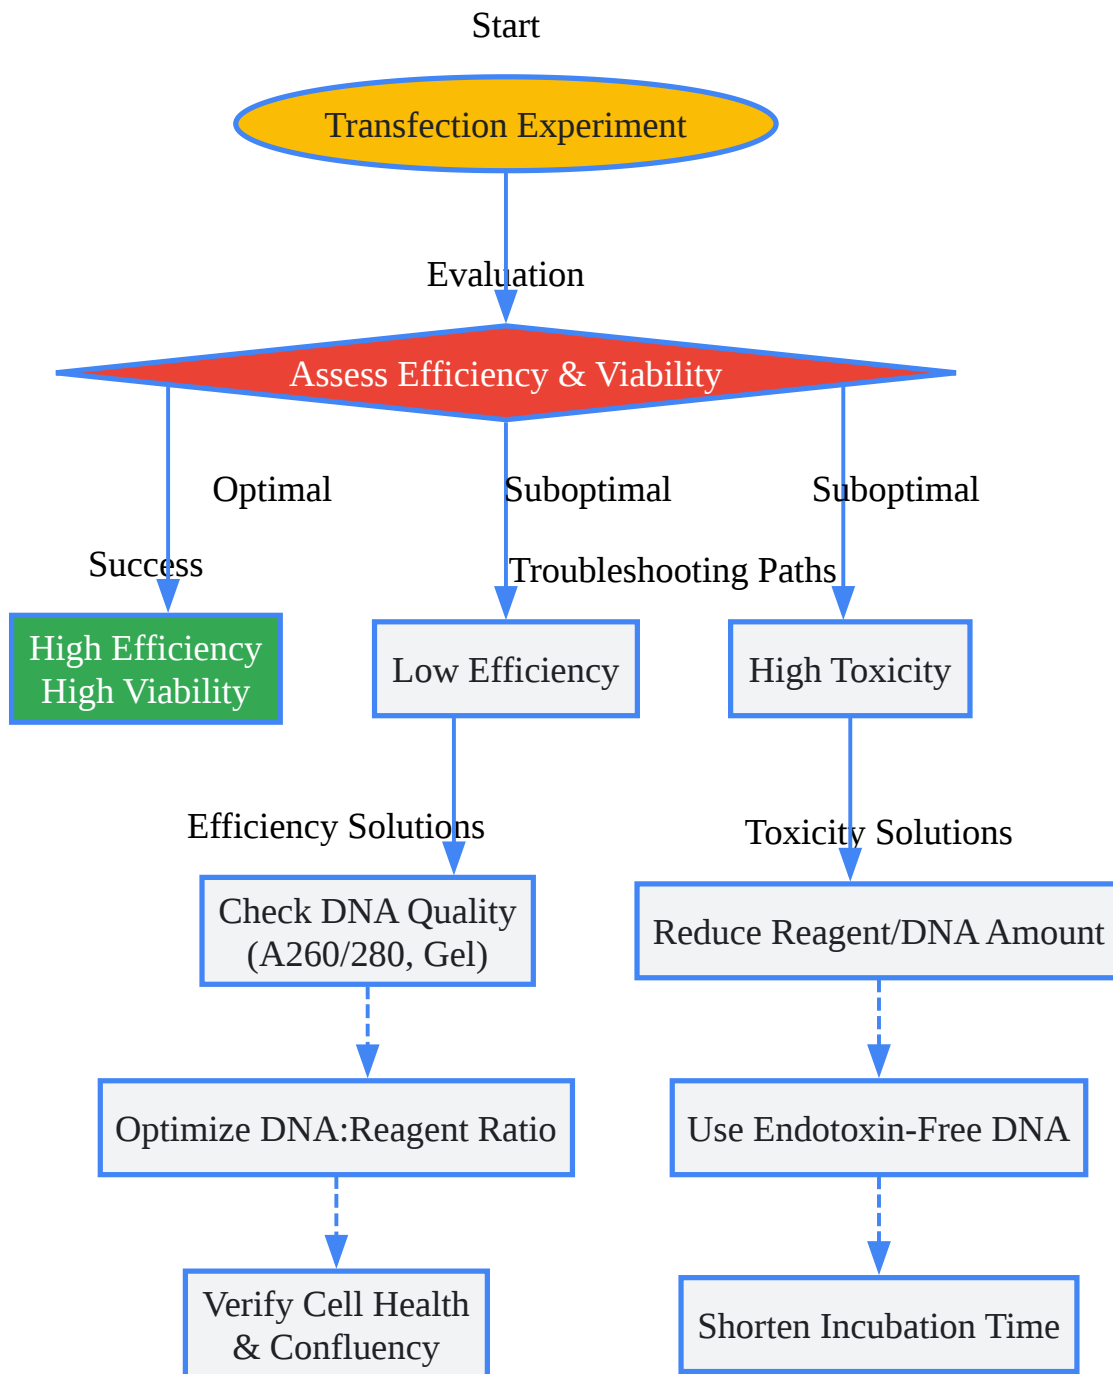 Start
Transfection Experiment
Evaluation
Assess Efficiency & Viability
Optimal
Suboptimal
Suboptimal
Success
Troubleshooting Paths
High Efficiency
High Viability
Low Efficiency
High Toxicity
Efficiency Solutions
Toxicity Solutions
Check DNA Quality
(A260/280, Gel)
Reduce Reagent/DNA Amount
Optimize DNA:Reagent Ratio
Use Endotoxin-Free DNA
Verify Cell Health
& Confluency
Shorten Incubation Time